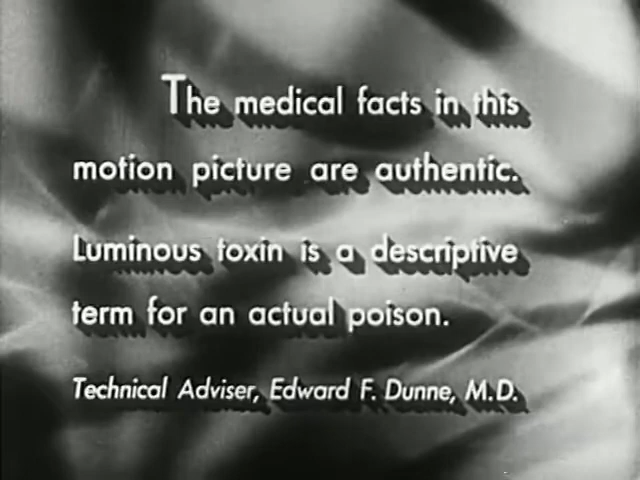 The medical facts in this
motion picture are authentic.
Luminous toxin is a descriptive
term for an actual poison.
Technical Adviser, Edward F. Dunne, M.D.